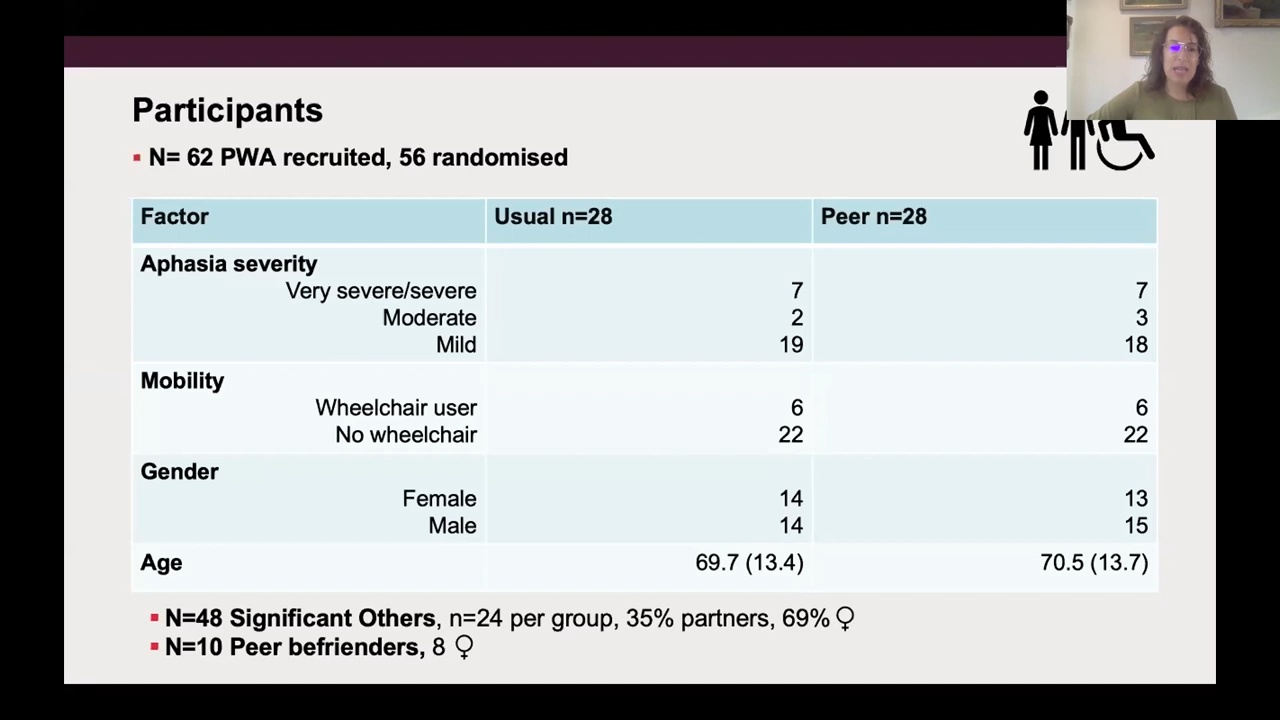 Participants
▪ N= 62 PWA recruited, 56 randomised
Factor Usual n=28 Peer n=28
Aphasia severity
Very severe/severe 7 7
Moderate 2 3
Mild 19 18
Mobility
Wheelchair user 6 6
No wheelchair 22 22
Gender
Female 14 13
Male 14 15
Age 69.7 (13.4) 70.5 (13.7)
▪ N=48 Significant Others, n=24 per group, 35% partners, 69% ♀
▪ N=10 Peer befrienders, 8 ♀